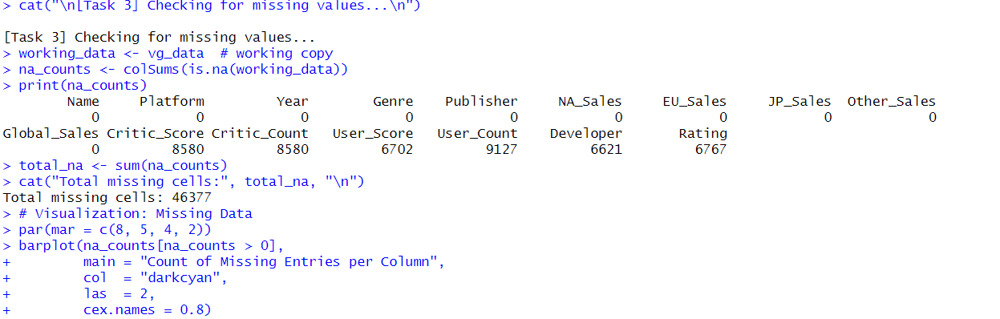 > cat("\n[Task 3] Checking for missing values...\n")

[Task 3] Checking for missing values...
> working_data <- vg_data  # working copy
> na_counts <- colSums(is.na(working_data))
> print(na_counts)
        Name     Platform         Year        Genre    Publisher     NA_Sales     EU_Sales     JP_Sales  Other_Sales
           0            0            0            0            0            0            0            0            0
Global_Sales Critic_Score Critic_Count   User_Score   User_Count    Developer       Rating
           0         8580         8580         6702         9127         6621         6767
> total_na <- sum(na_counts)
> cat("Total missing cells:", total_na, "\n")
Total missing cells: 46377
> # Visualization: Missing Data
> par(mar = c(8, 5, 4, 2))
> barplot(na_counts[na_counts > 0],
+         main = "Count of Missing Entries per Column",
+         col  = "darkcyan",
+         las  = 2,
+         cex.names = 0.8)